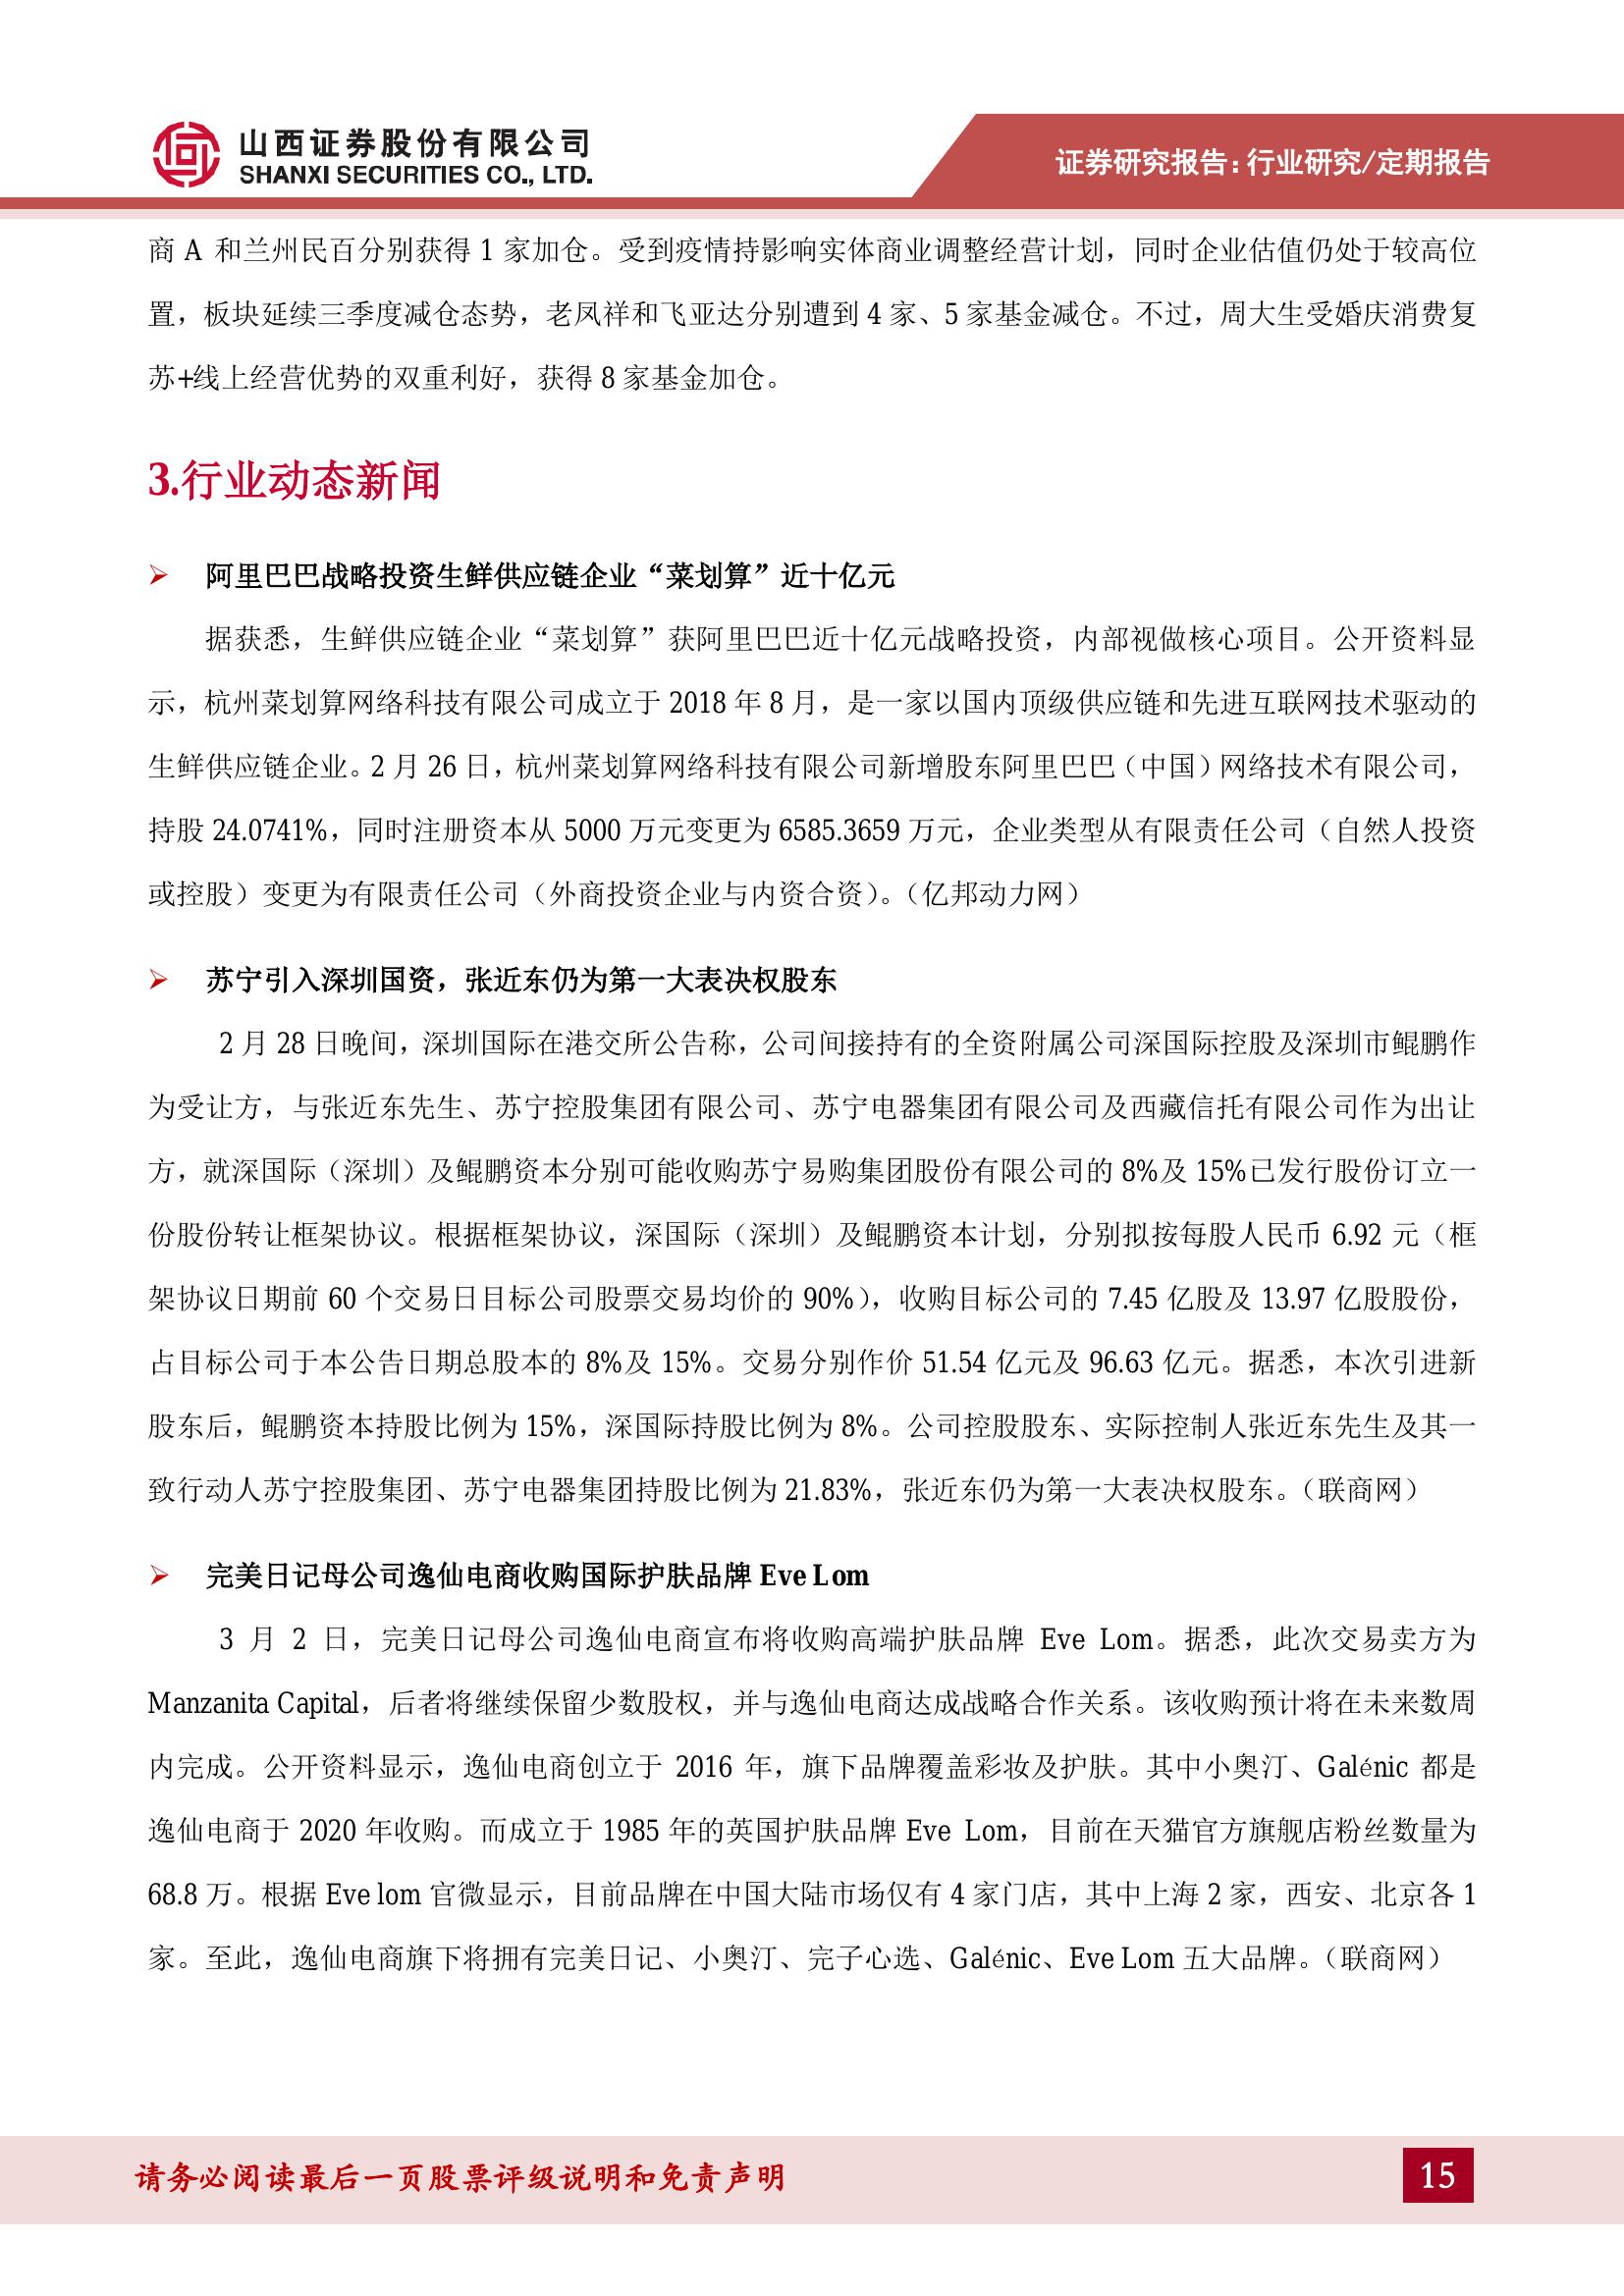 山西证券股份有限公司
SHANXI SECURITIES CO., LTD.
证券研究报告：行业研究/定期报告
商 A 和兰州民百分别获得 1 家加仓。受到疫情持影响实体商业调整经营计划，同时企业估值仍处于较高位
置，板块延续三季度减仓态势，老凤祥和飞亚达分别遭到 4 家、5 家基金减仓。不过，周大生受婚庆消费复
苏+线上经营优势的双重利好，获得 8 家基金加仓。
3.行业动态新闻
➢ 阿里巴巴战略投资生鲜供应链企业“菜划算”近十亿元
据获悉，生鲜供应链企业“菜划算”获阿里巴巴近十亿元战略投资，内部视做核心项目。公开资料显
示，杭州菜划算网络科技有限公司成立于 2018 年 8 月，是一家以国内顶级供应链和先进互联网技术驱动的
生鲜供应链企业。2 月 26 日，杭州菜划算网络科技有限公司新增股东阿里巴巴（中国）网络技术有限公司，
持股 24.0741%，同时注册资本从 5000 万元变更为 6585.3659 万元，企业类型从有限责任公司（自然人投资
或控股）变更为有限责任公司（外商投资企业与内资合资）。（亿邦动力网）
➢ 苏宁引入深圳国资，张近东仍为第一大表决权股东
2 月 28 日晚间，深圳国际在港交所公告称，公司间接持有的全资附属公司深国际控股及深圳市鲲鹏作
为受让方，与张近东先生、苏宁控股集团有限公司、苏宁电器集团有限公司及西藏信托有限公司作为出让
方，就深国际（深圳）及鲲鹏资本分别可能收购苏宁易购集团股份有限公司的 8%及 15%已发行股份订立一
份股份转让框架协议。根据框架协议，深国际（深圳）及鲲鹏资本计划，分别拟按每股人民币 6.92 元（框
架协议日期前 60 个交易日目标公司股票交易均价的 90%），收购目标公司的 7.45 亿股及 13.97 亿股股份，
占目标公司于本公告日期总股本的 8%及 15%。交易分别作价 51.54 亿元及 96.63 亿元。据悉，本次引进新
股东后，鲲鹏资本持股比例为 15%，深国际持股比例为 8%。公司控股股东、实际控制人张近东先生及其一
致行动人苏宁控股集团、苏宁电器集团持股比例为 21.83%，张近东仍为第一大表决权股东。（联商网）
➢ 完美日记母公司逸仙电商收购国际护肤品牌 Eve Lom
3 月 2 日，完美日记母公司逸仙电商宣布将收购高端护肤品牌 Eve Lom。据悉，此次交易卖方为
Manzanita Capital，后者将继续保留少数股权，并与逸仙电商达成战略合作关系。该收购预计将在未来数周
内完成。公开资料显示，逸仙电商创立于 2016 年，旗下品牌覆盖彩妆及护肤。其中小奥汀、Galénic 都是
逸仙电商于 2020 年收购。而成立于 1985 年的英国护肤品牌 Eve Lom，目前在天猫官方旗舰店粉丝数量为
68.8 万。根据 Eve lom 官微显示，目前品牌在中国大陆市场仅有 4 家门店，其中上海 2 家，西安、北京各 1
家。至此，逸仙电商旗下将拥有完美日记、小奥汀、完子心选、Galénic、Eve Lom 五大品牌。（联商网）
请务必阅读最后一页股票评级说明和免责声明
15